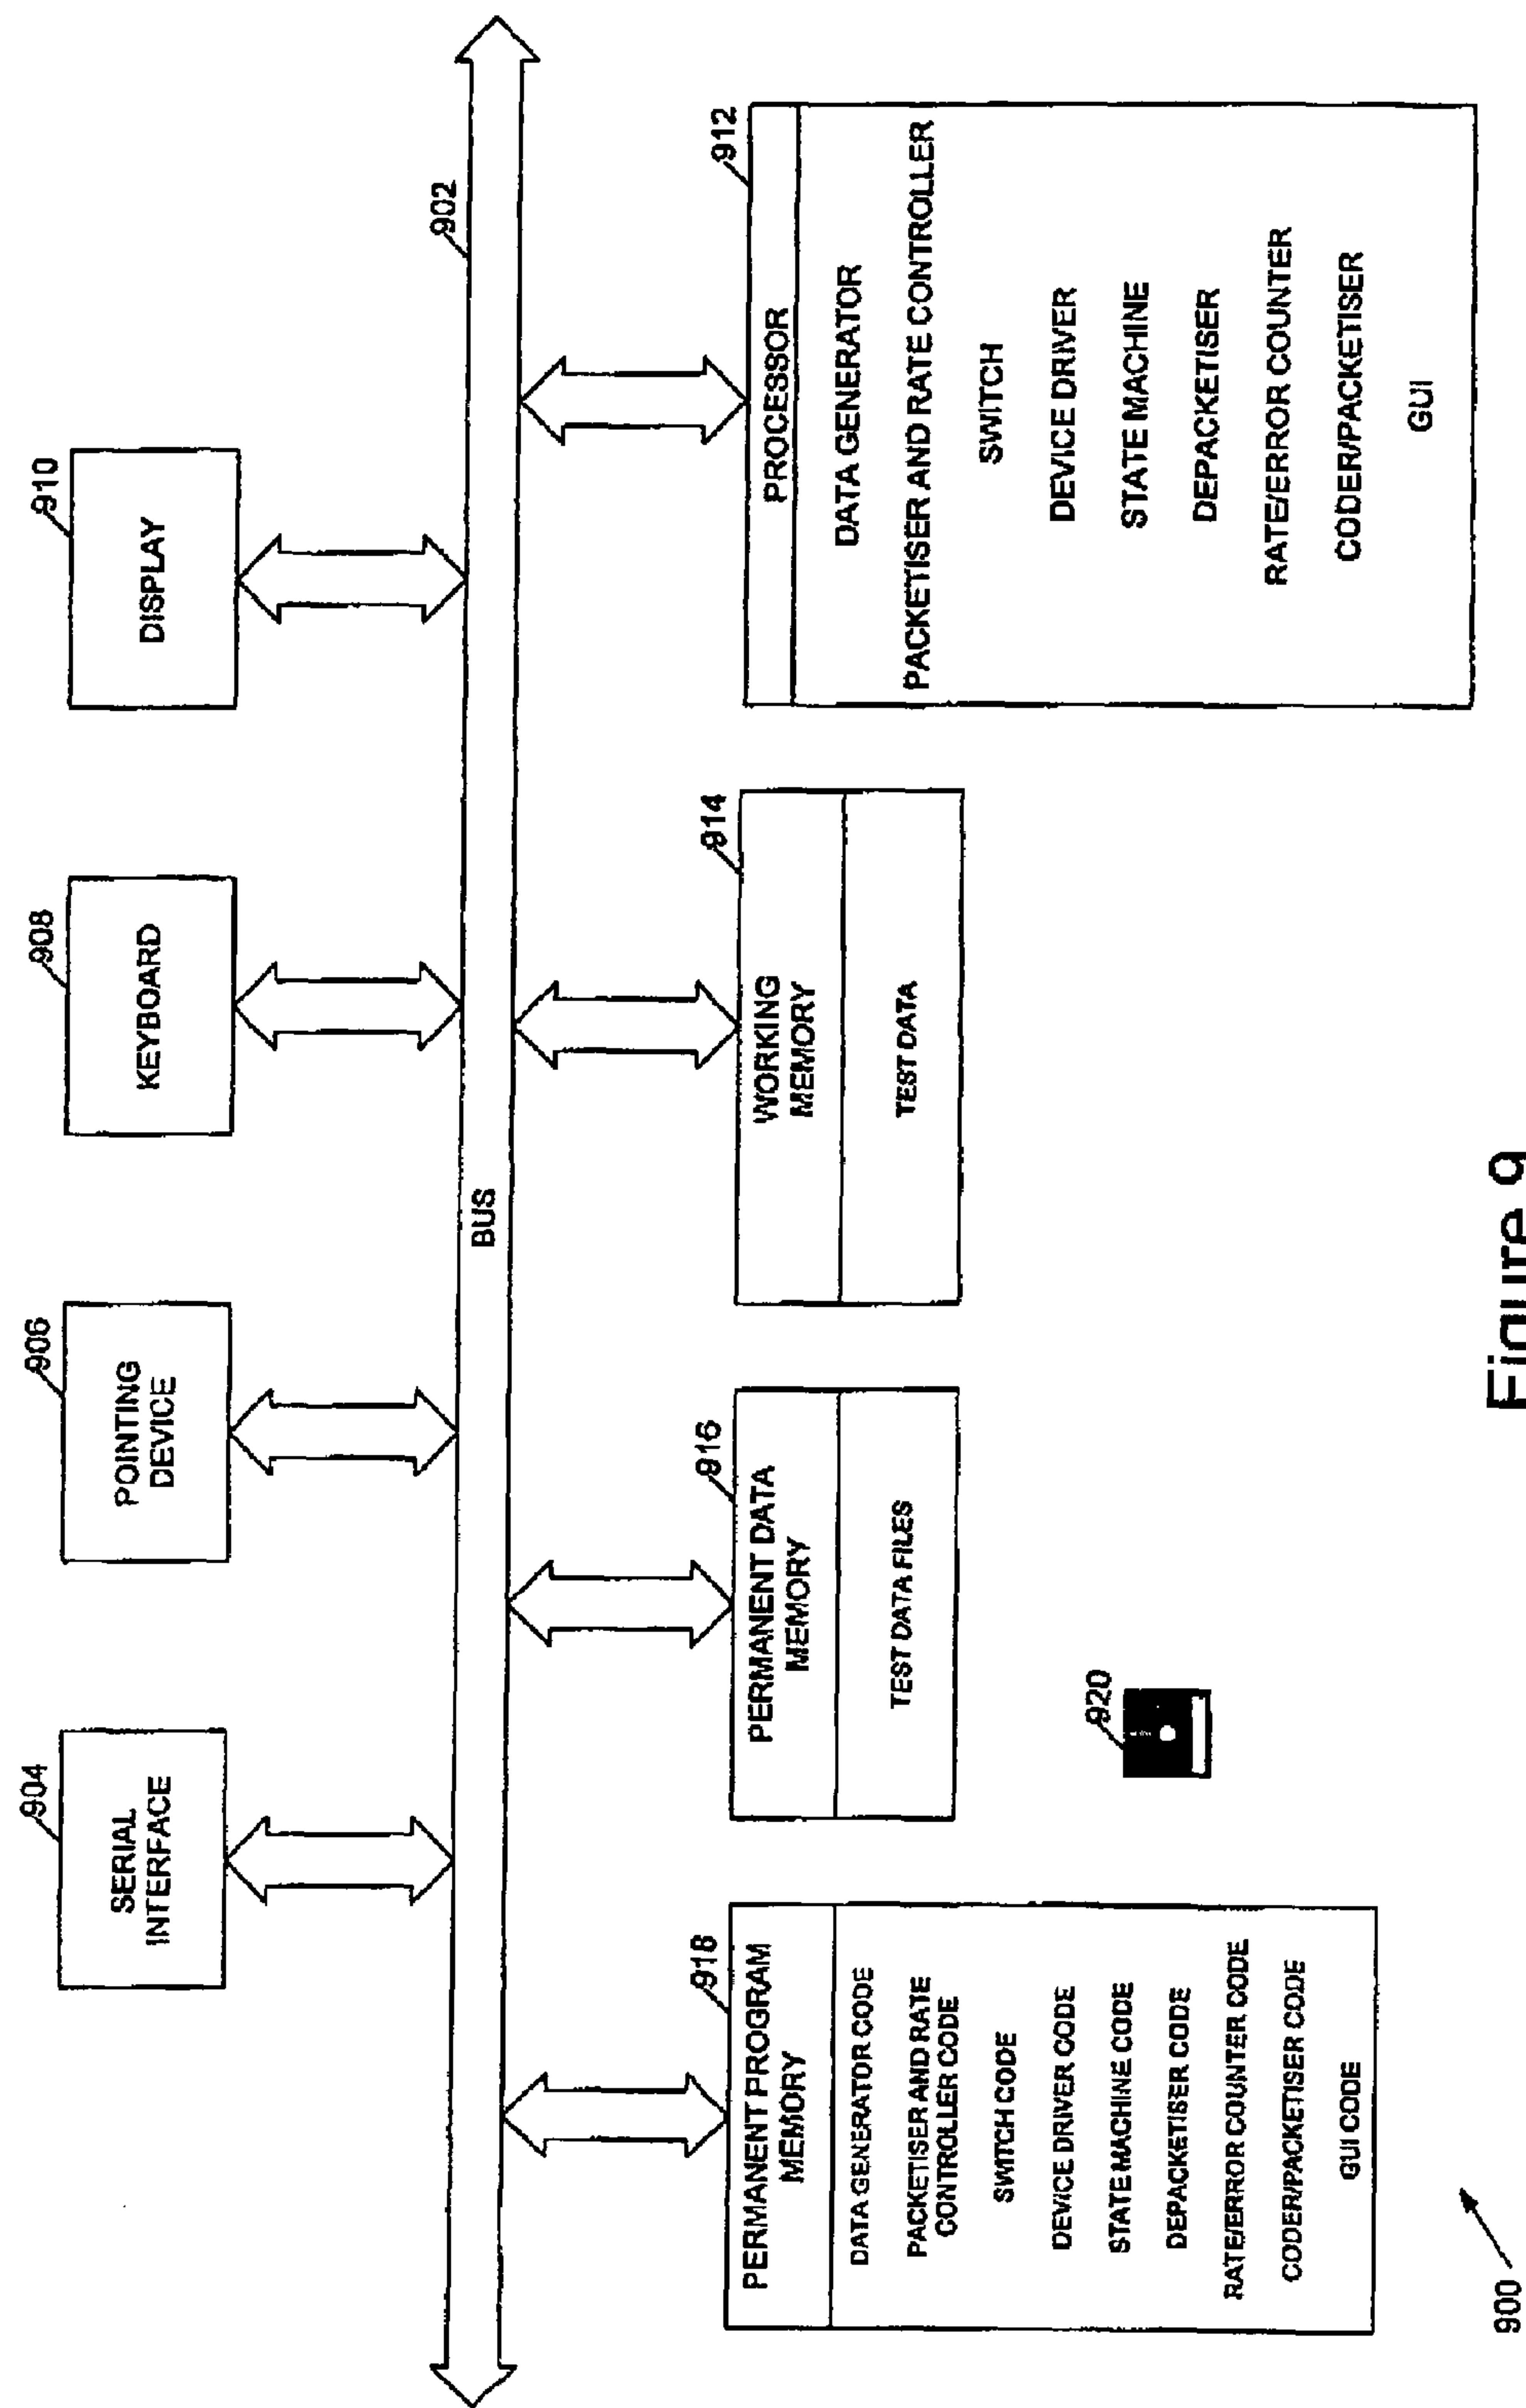 904
SERIAL
INTERFACE
906
POINTING
DEVICE
908
KEYBOARD
910
DISPLAY
BUS
902
918
PERMANENT PROGRAM
MEMORY
DATA GENERATOR CODE
PACKETISER AND RATE
CONTROLLER CODE
SWITCH CODE
DEVICE DRIVER CODE
STATE MACHINE CODE
DEPACKETISER CODE
RATE/ERROR COUNTER CODE
CODER/PACKETISER CODE
GUI CODE
916
PERMANENT DATA
MEMORY
TEST DATA FILES
920
914
WORKING
MEMORY
TEST DATA
912
PROCESSOR
DATA GENERATOR
PACKETISER AND RATE CONTROLLER
SWITCH
DEVICE DRIVER
STATE MACHINE
DEPACKETISER
RATE/ERROR COUNTER
CODER/PACKETISER
GUI
900
Figure 9